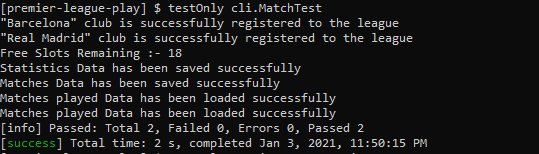 [premier-league-play] $ testOnly cli.MatchTest
"Barcelona" club is successfully registered to the league
"Real Madrid" club is successfully registered to the league
Free Slots Remaining :- 18
Statistics Data has been saved successfully
Matches Data has been saved successfully
Matches played Data has been loaded successfully
Matches played Data has been loaded successfully
[info] Passed: Total 2, Failed 0, Errors 0, Passed 2
[success] Total time: 2 s, completed Jan 3, 2021, 11:50:15 PM